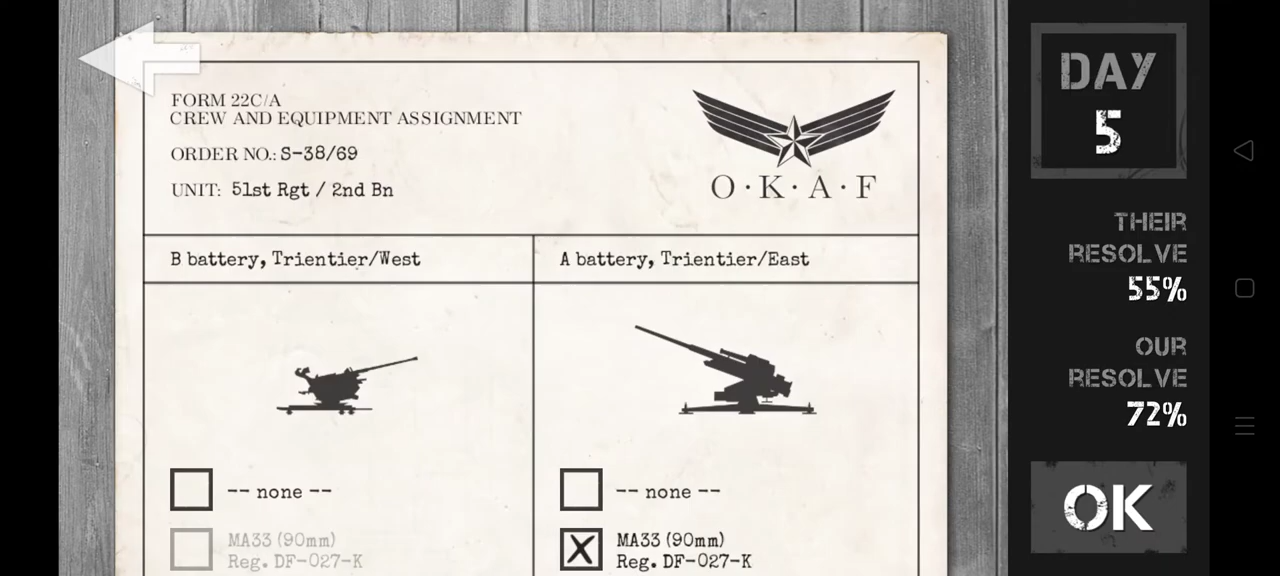 FORM 22C/A
CREW AND EQUIPMENT ASSIGNMENT
ORDER NO.: S-38/69
UNIT: 51st Rgt / 2nd Bn
O·K·A·F
B battery, Trientier/West
A battery, Trientier/East
-- none --
MA33 (90mm)
Reg. DF-027-K
-- none --
MA33 (90mm)
Reg. DF-027-K
DAY
5
THEIR
RESOLVE
55%
OUR
RESOLVE
72%
OK